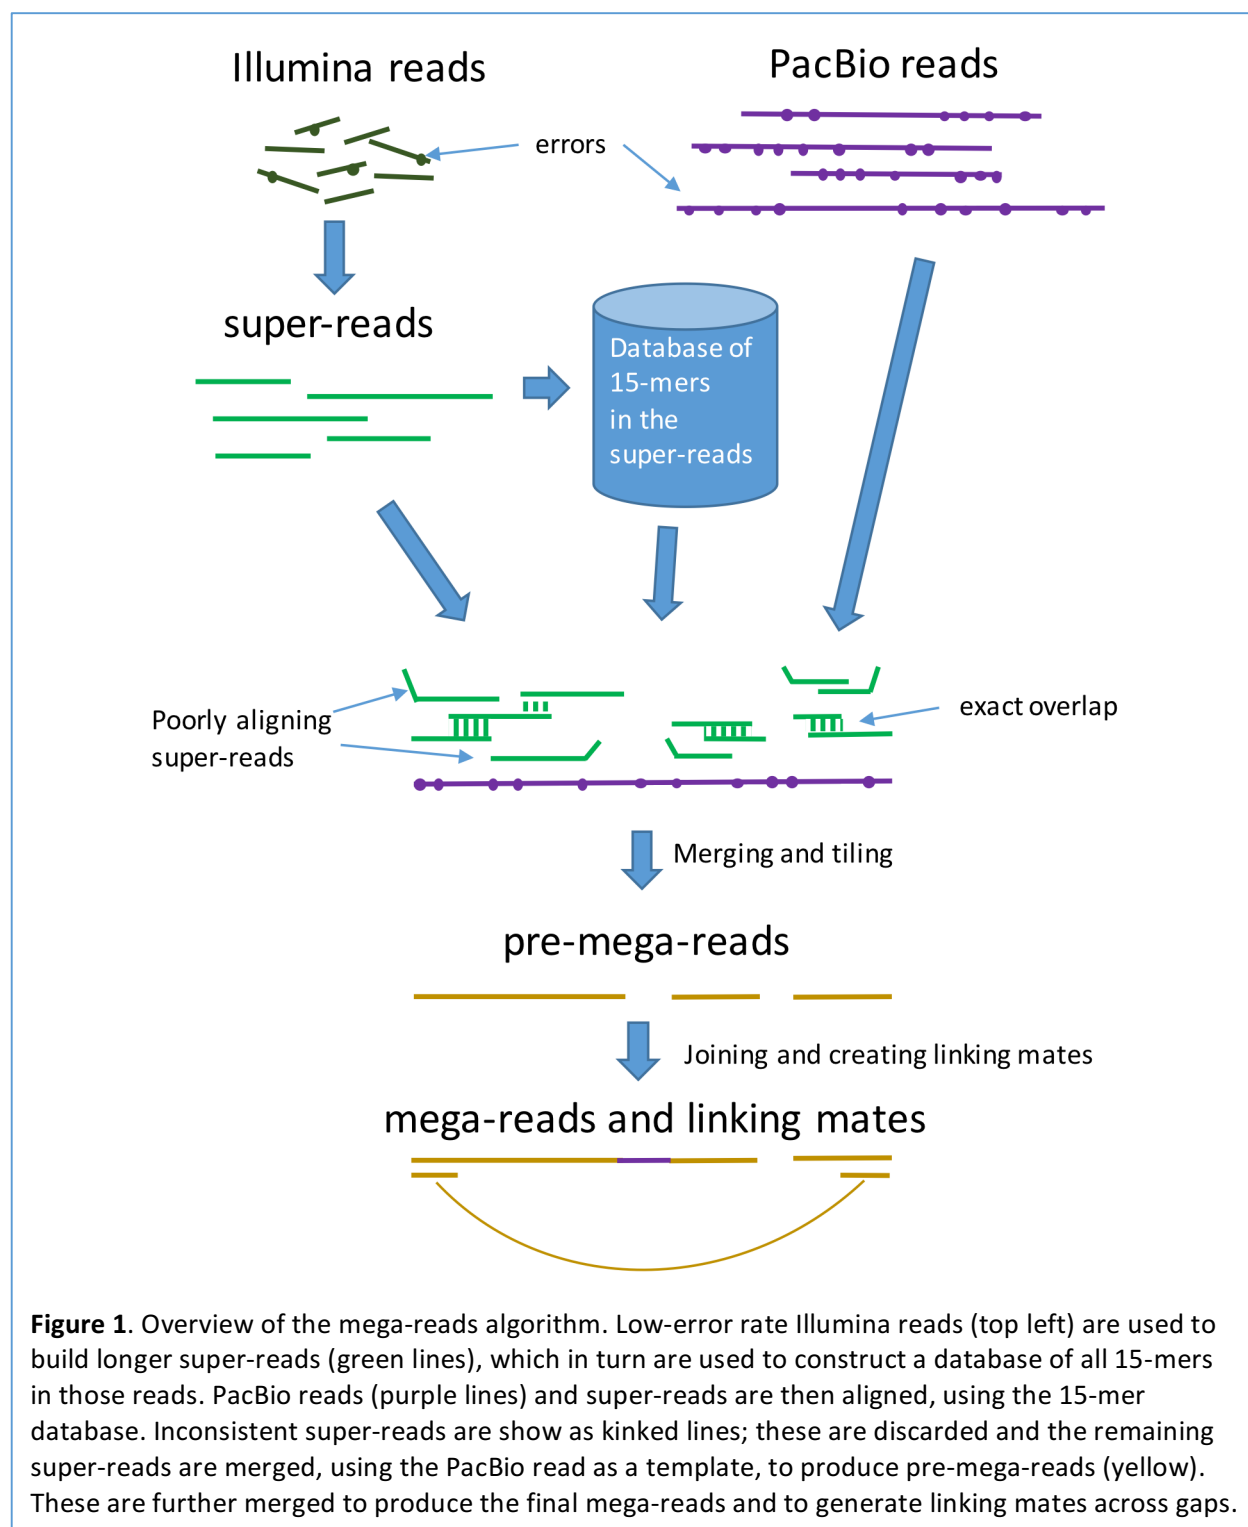 Illumina reads
PacBio reads
errors
super-reads
Database of
15-mers
in the
super-reads
Poorly aligning
super-reads
exact overlap
Merging and tiling
pre-mega-reads
Joining and creating linking mates
mega-reads and linking mates
Figure 1. Overview of the mega-reads algorithm. Low-error rate Illumina reads (top left) are used to
build longer super-reads (green lines), which in turn are used to construct a database of all 15-mers
in those reads. PacBio reads (purple lines) and super-reads are then aligned, using the 15-mer
database. Inconsistent super-reads are show as kinked lines; these are discarded and the remaining
super-reads are merged, using the PacBio read as a template, to produce pre-mega-reads (yellow).
These are further merged to produce the final mega-reads and to generate linking mates across gaps.